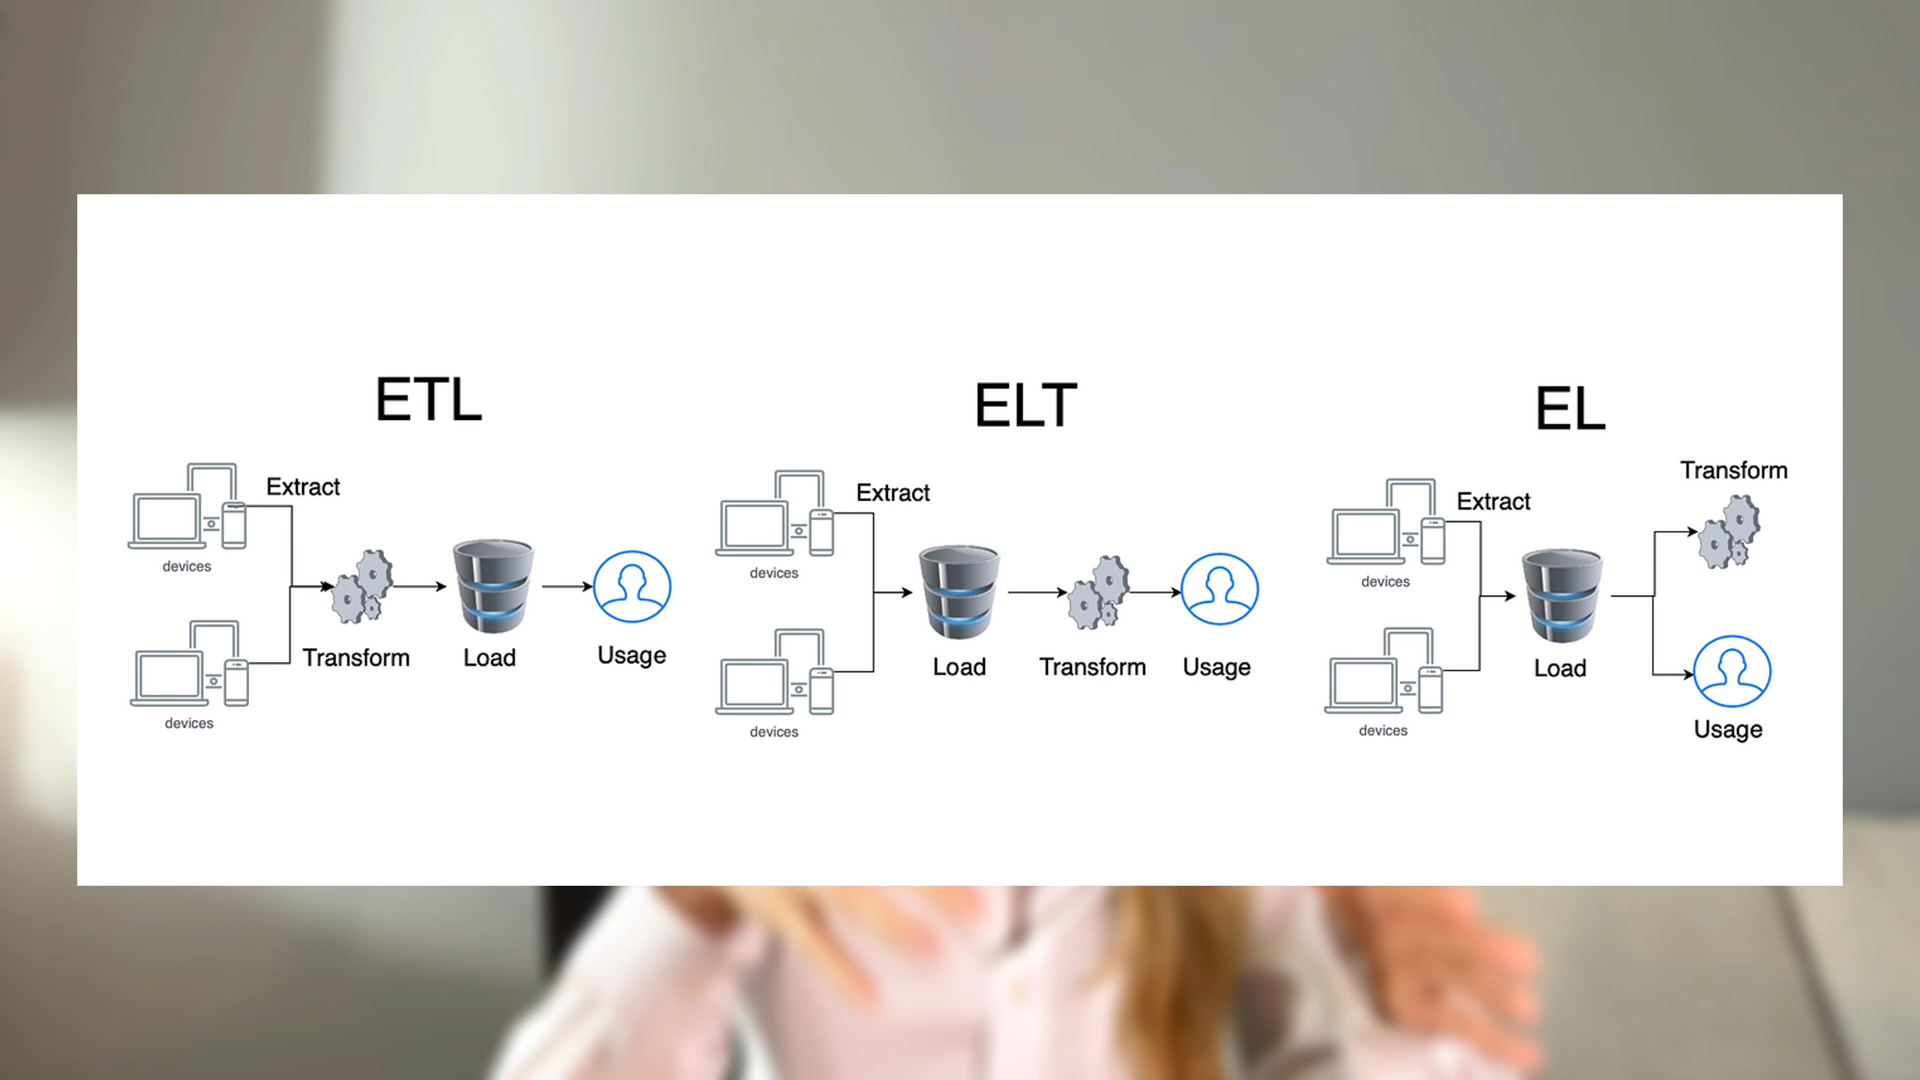 ETL
Extract
devices
devices
Transform
Load
Usage
ELT
Extract
devices
devices
Load
Transform
Usage
EL
Extract
devices
devices
Load
Transform
Usage